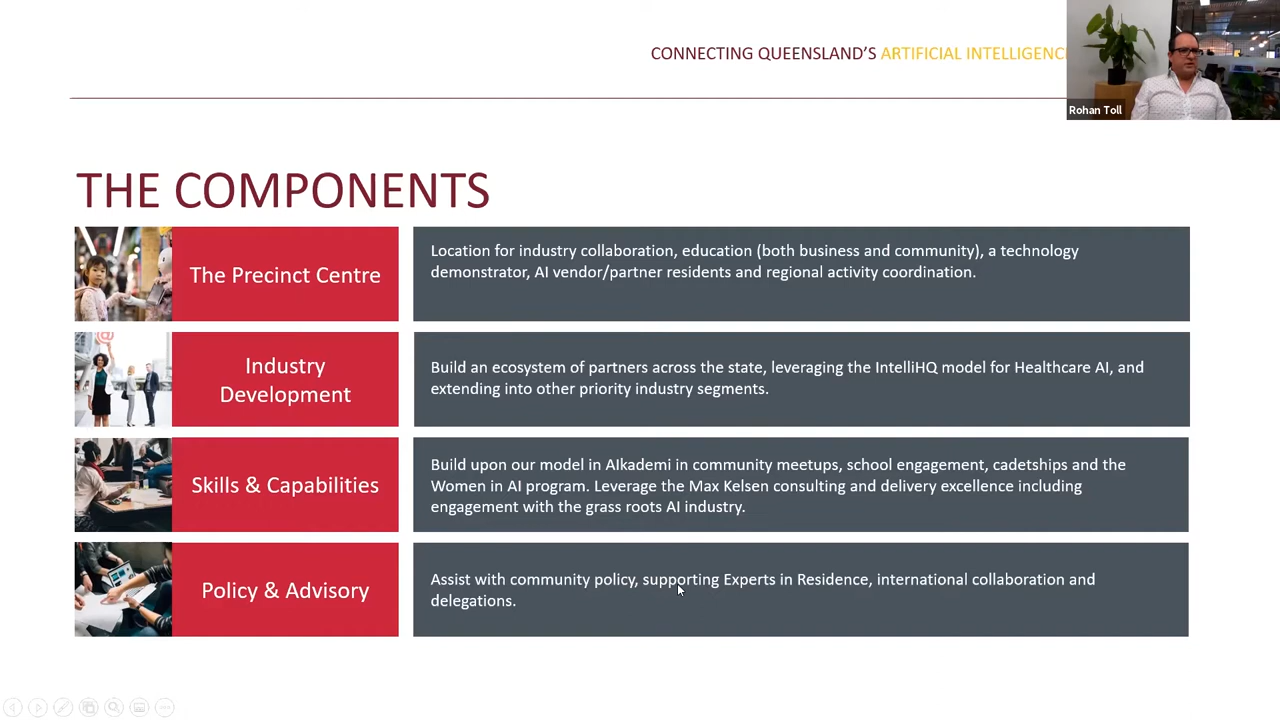 CONNECTING QUEENSLAND'S ARTIFICIAL INTELLIGENC
Rohan Toll
THE COMPONENTS
The Precinct Centre
Location for industry collaboration, education (both business and community), a technology
demonstrator, AI vendor/partner residents and regional activity coordination.
Industry
Development
Build an ecosystem of partners across the state, leveraging the IntelliHQ model for Healthcare AI, and
extending into other priority industry segments.
Skills & Capabilities
Build upon our model in AIkademi in community meetups, school engagement, cadetships and the
Women in AI program. Leverage the Max Kelsen consulting and delivery excellence including
engagement with the grass roots AI industry.
Policy & Advisory
Assist with community policy, supporting Experts in Residence, international collaboration and
delegations.